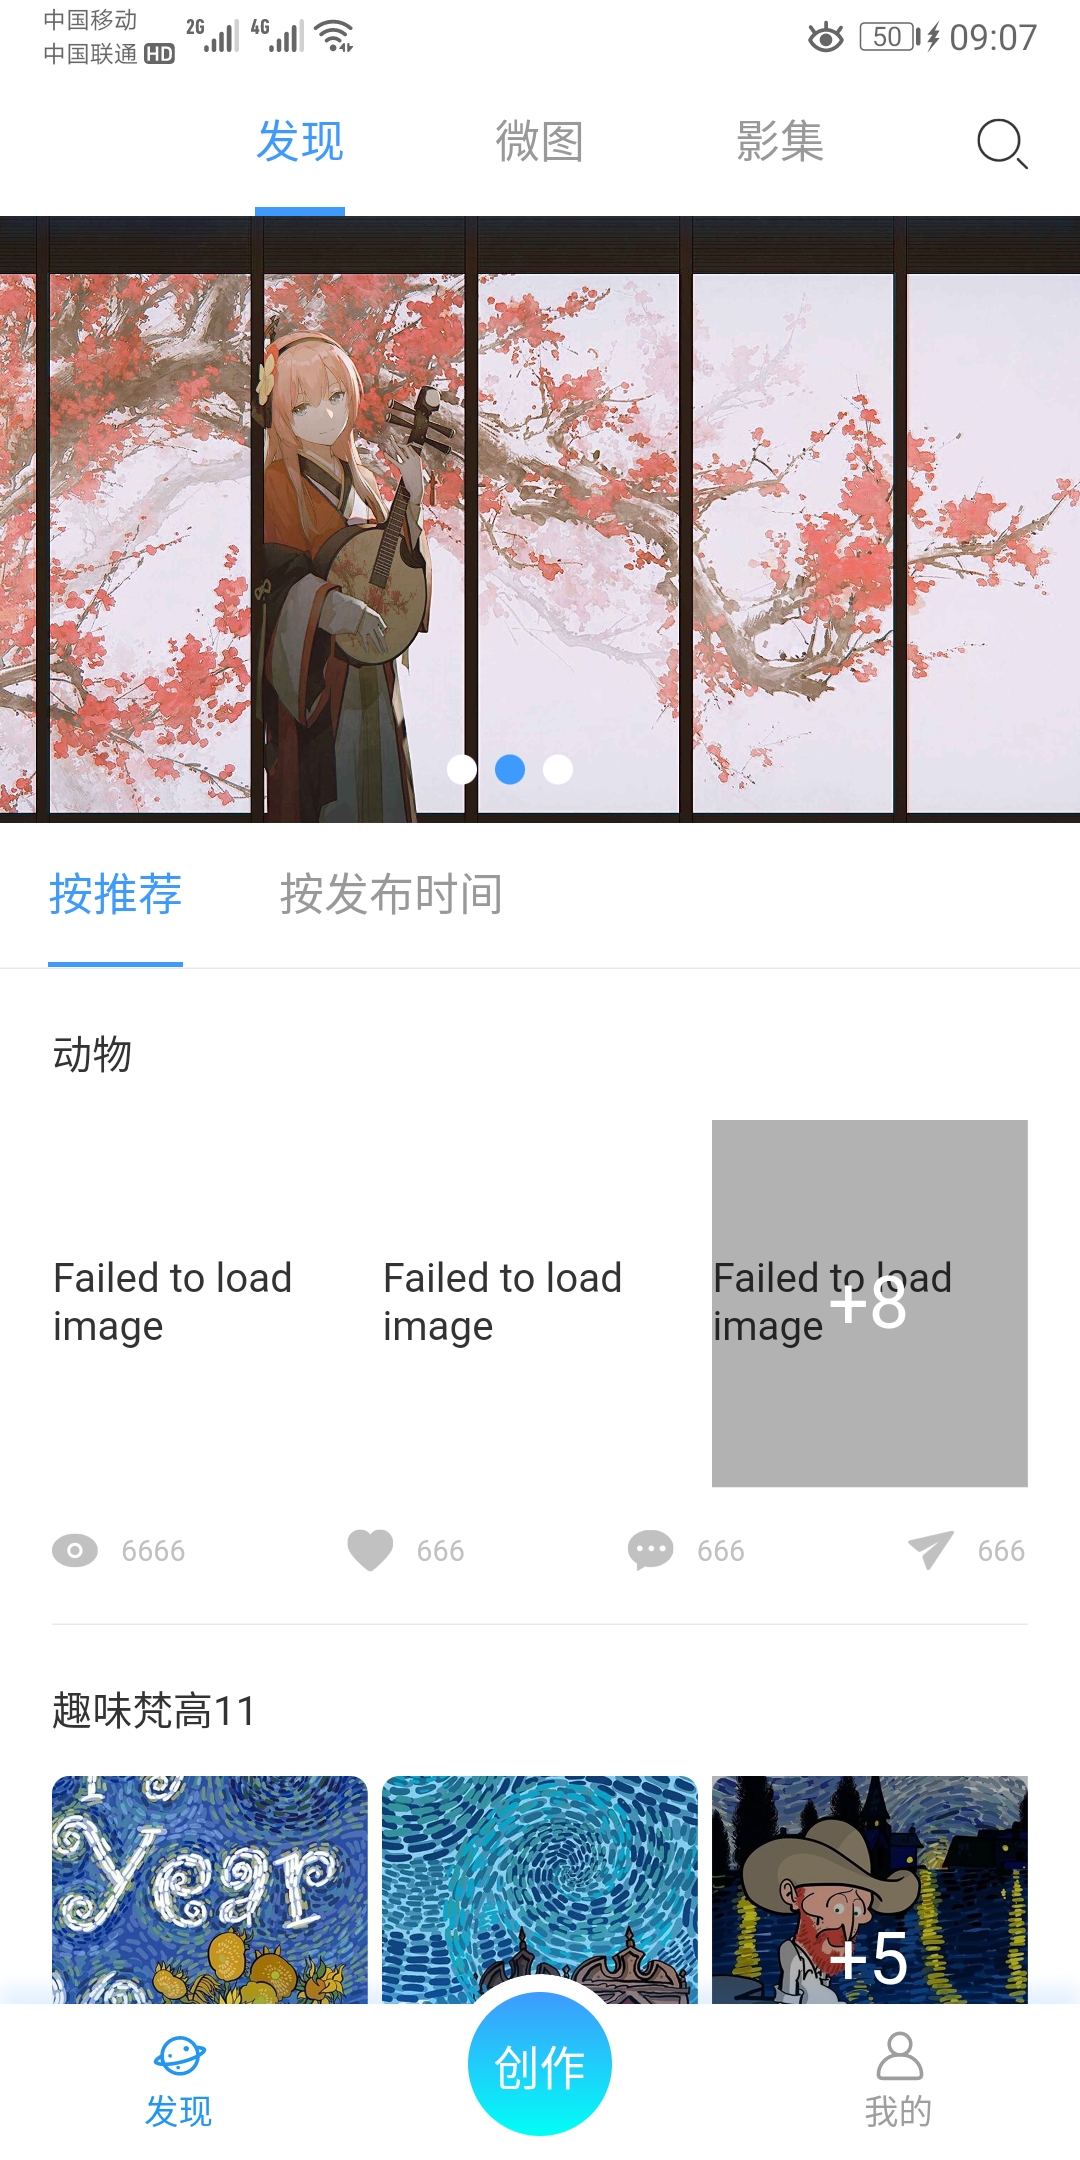 中国移动
中国联通 HD
2G
4G
50
09:07
发现
微图
影集
按推荐
按发布时间
动物
Failed to load
image
Failed to load
image
Failed to load
image
+8
6666
666
666
666
趣味梵高11
Year
+5
发现
创作
我的